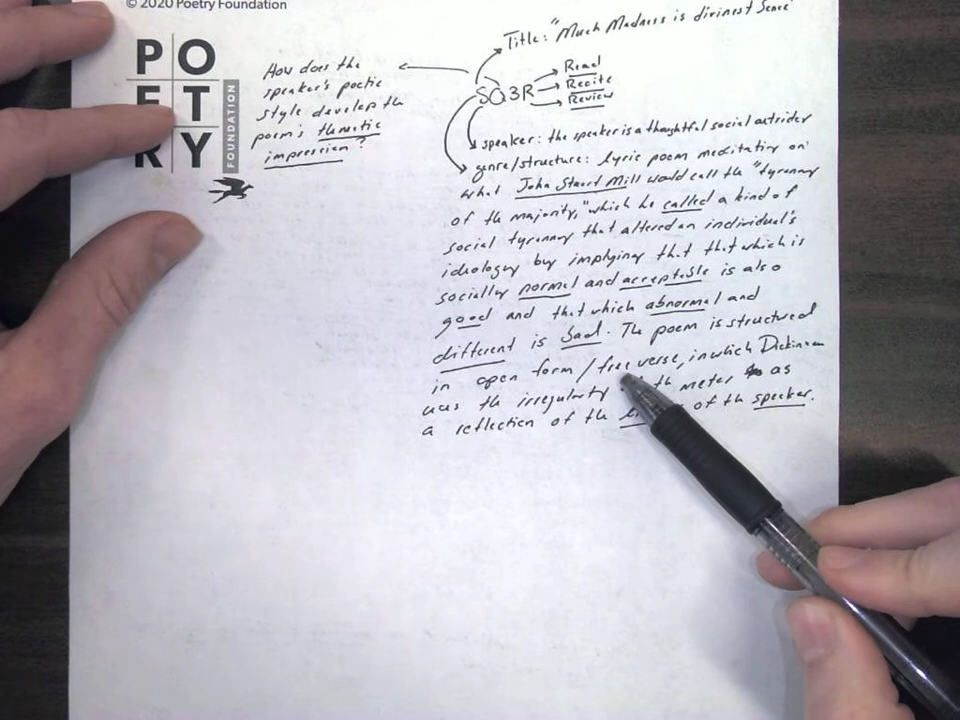 © 2020 Poetry Foundation
PO
ET
RY
FOUNDATION
How does the
speaker's poetic
style develop the
poem's thematic
impression?
Title: "Much Madness is divinest Sense"
SQ3R
Read
Recite
Review
speaker: the speaker is a thoughtful social outsider
genre/structure: lyric poem meditating on
what John Stuart Mill would call the "tyranny
of the majority," which he called a kind of
social tyranny that altered an individual's
ideology by implying that that which is
socially normal and acceptable is also
good and that which abnormal and
different is bad. The poem is structured
in open form/free verse, in which Dickinson
uses the irregularity the meter as
a reflection of the of the speaker.